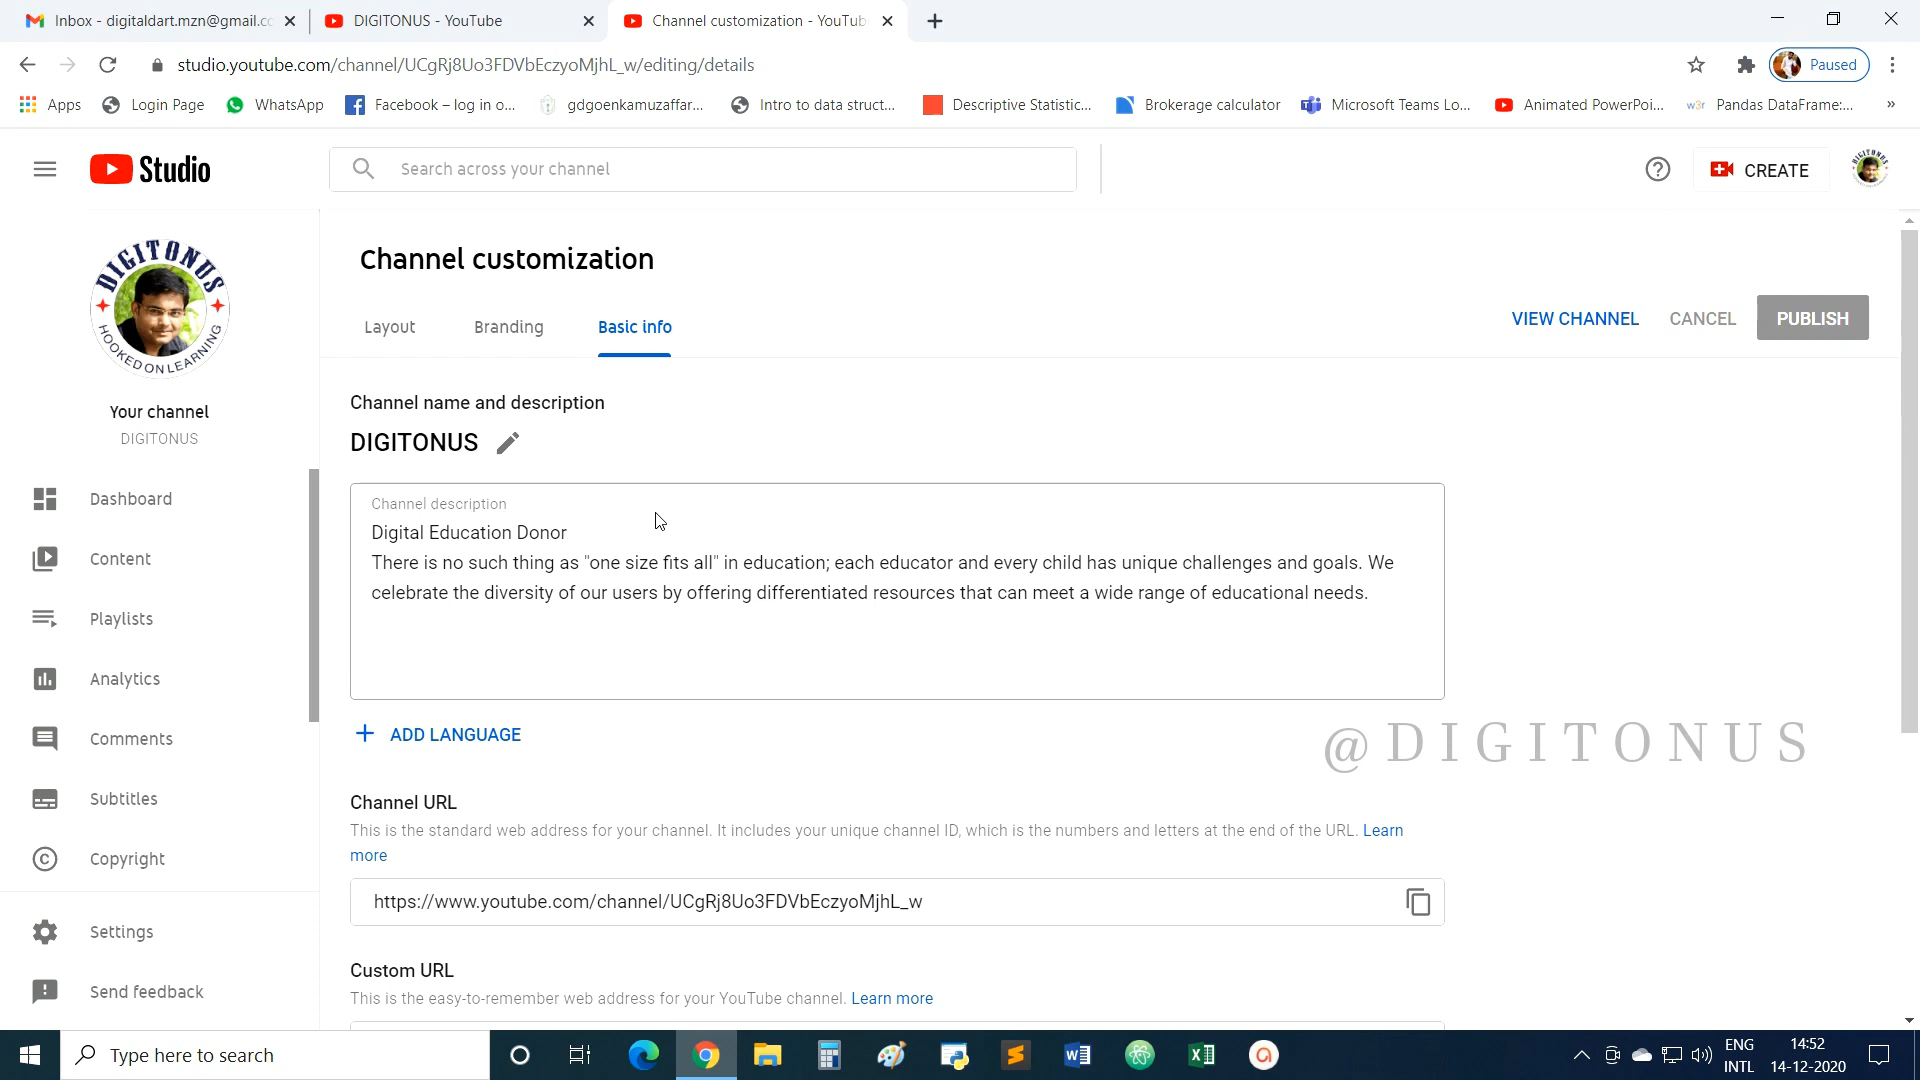 Inbox - digitaldart.mzn@gmail.cc
DIGITONUS - YouTube
Channel customization - YouTub
studio.youtube.com/channel/UCgRj8Uo3FDVbEczyoMjhL_w/editing/details
Paused
Apps
Login Page
WhatsApp
Facebook – log in o...
gdgoenkamuzaffar...
Intro to data struct...
Descriptive Statistic...
Brokerage calculator
Microsoft Teams Lo...
Animated PowerPoi...
w3r
Pandas DataFrame:...
»
Studio
Search across your channel
CREATE
DIGITONUS
HOOKED ON LEARNING
Your channel
DIGITONUS
Dashboard
Content
Playlists
Analytics
Comments
Subtitles
Copyright
Settings
Send feedback
Channel customization
Layout
Branding
Basic info
VIEW CHANNEL
CANCEL
PUBLISH
Channel name and description
DIGITONUS
Channel description
Digital Education Donor
There is no such thing as "one size fits all" in education; each educator and every child has unique challenges and goals. We
celebrate the diversity of our users by offering differentiated resources that can meet a wide range of educational needs.
+ ADD LANGUAGE
@DIGITONUS
Channel URL
This is the standard web address for your channel. It includes your unique channel ID, which is the numbers and letters at the end of the URL. Learn
more
https://www.youtube.com/channel/UCgRj8Uo3FDVbEczyoMjhL_w
Custom URL
This is the easy-to-remember web address for your YouTube channel. Learn more
Type here to search
ENG
INTL
14:52
14-12-2020